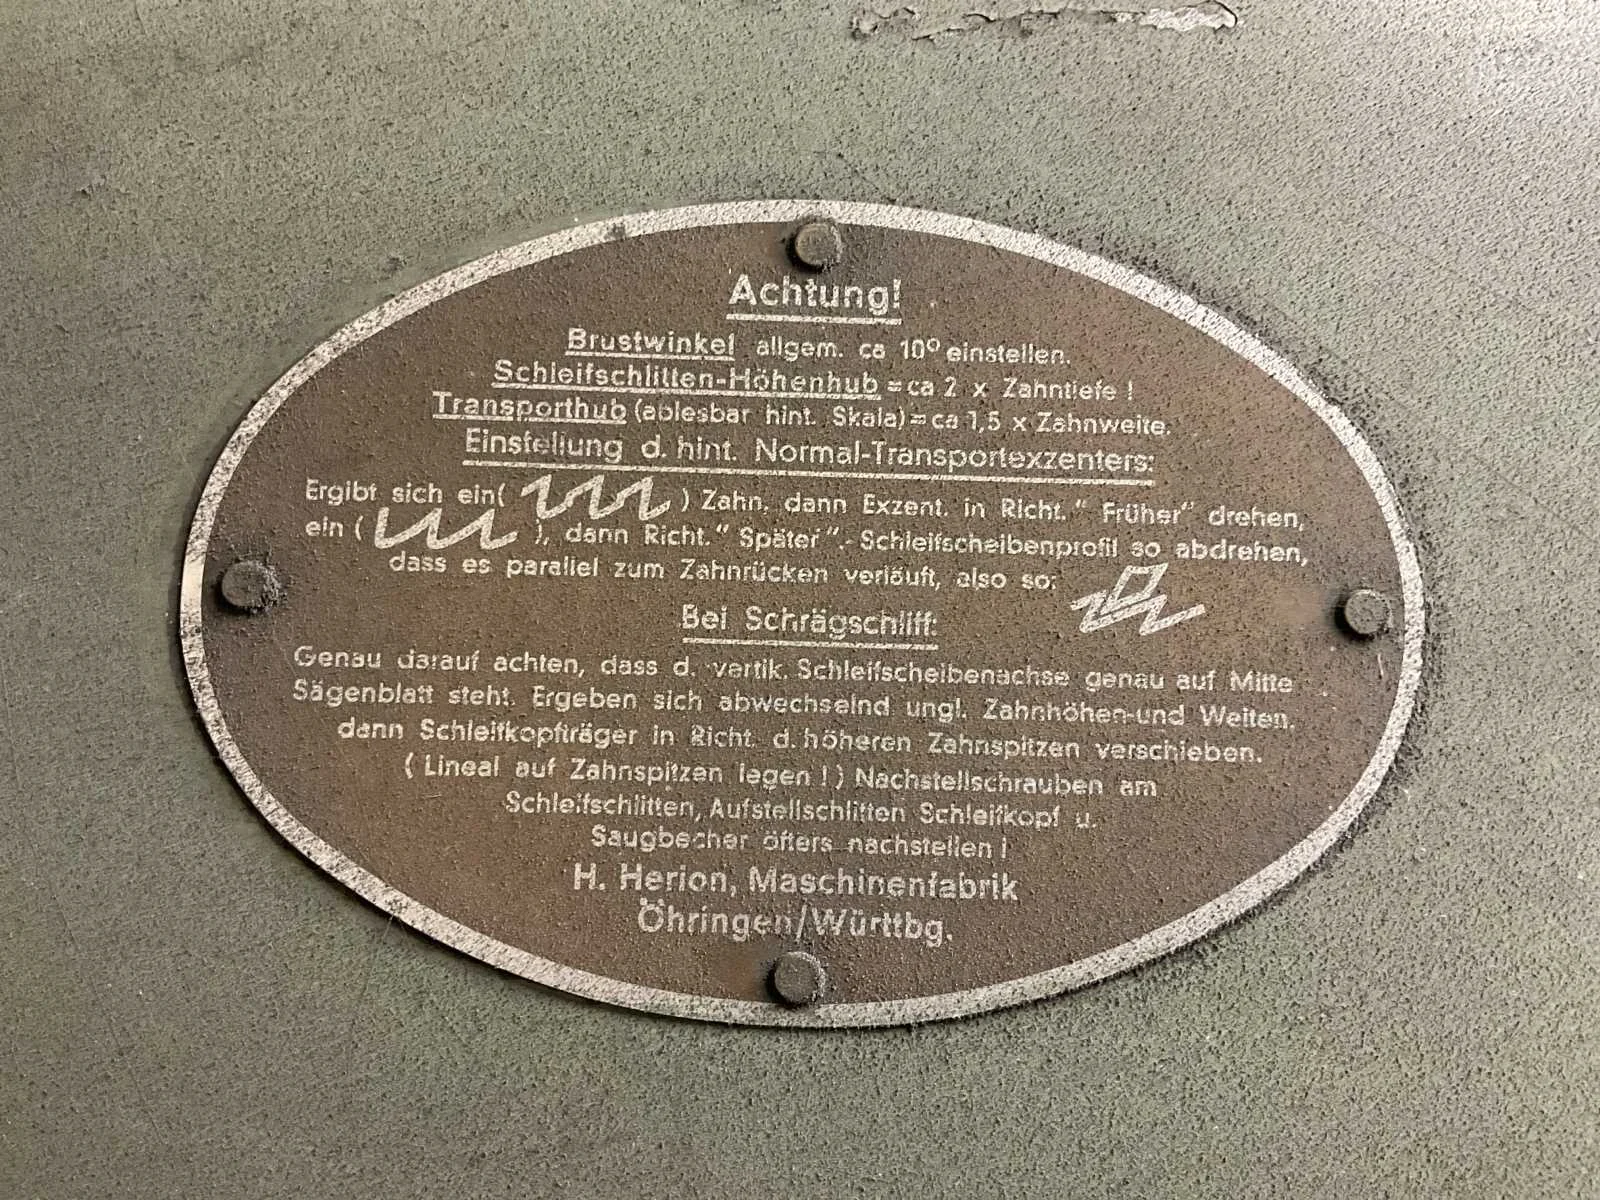 Achtung!
Brustwinkel allgem. ca 10° einstellen.
Schleifschlitten-Höhenhub = ca 2 x Zahntiefe !
Transporthub (ablesbar hint. Skala) = ca 1,5 x Zahnweite.
Einstellung d. hint. Normal-Transportexzenters:
Ergibt sich ein( ) Zahn, dann Exzent. in Richt. " Früher" drehen,
ein ( ), dann Richt. " Später ".- Schleifscheibenprofil so abdrehen,
dass es parallel zum Zahnrücken verläuft, also so:
Bei Schrägschliff:
Genau darauf achten, dass d. vertik. Schleifscheibenachse genau auf Mitte
Sägenblatt steht. Ergeben sich abwechselnd ungl. Zahnhöhen-und Weiten,
dann Schleifkopfträger in Richt. d. höheren Zahnspitzen verschieben.
( Lineal auf Zahnspitzen legen ! ) Nachstellschrauben am
Schleifschlitten, Aufstellschlitten Schleifkopf u.
Saugbecher öfters nachstellen !
H. Herion, Maschinenfabrik
Öhringen/Württbg.